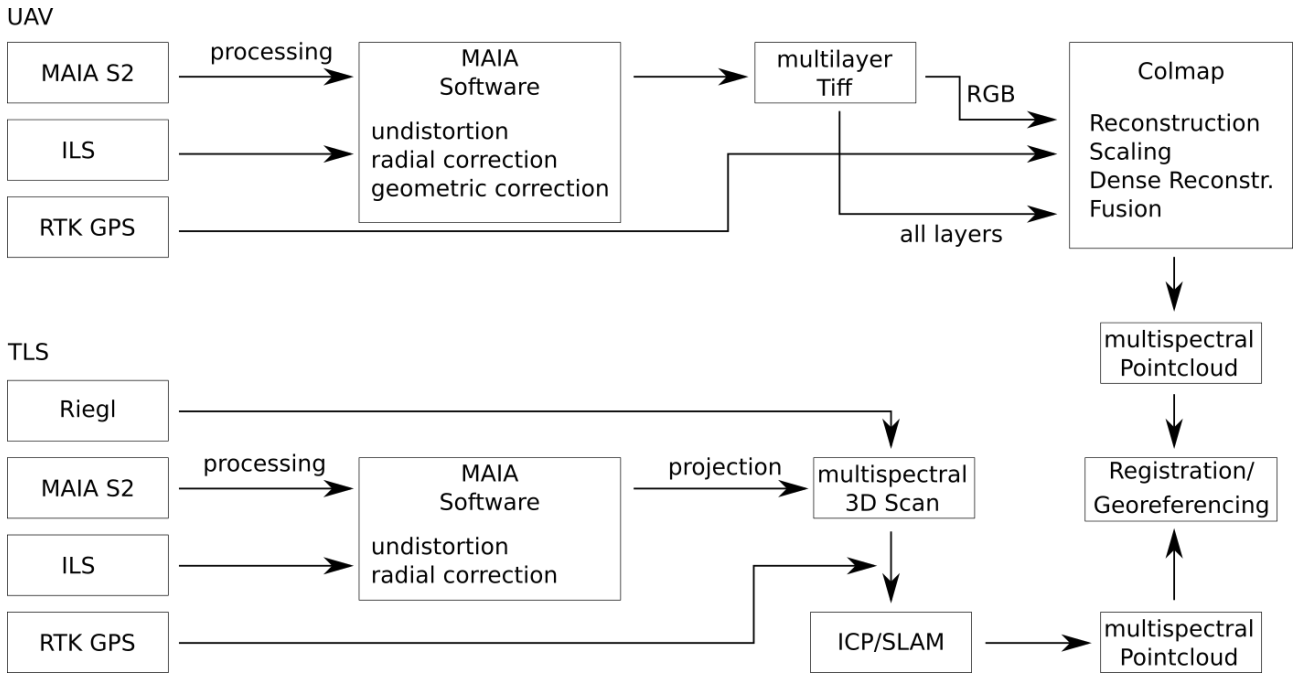 UAV
MAIA S2
processing
MAIA
Software
undistortion
radial correction
geometric correction
multilayer
Tiff
RGB
Colmap
Reconstruction
Scaling
Dense Reconstr.
Fusion
ILS
RTK GPS
all layers
multispectral
Pointcloud
TLS
Riegl
MAIA S2
processing
MAIA
Software
undistortion
radial correction
projection
multispectral
3D Scan
Registration/
Georeferencing
ILS
RTK GPS
ICP/SLAM
multispectral
Pointcloud